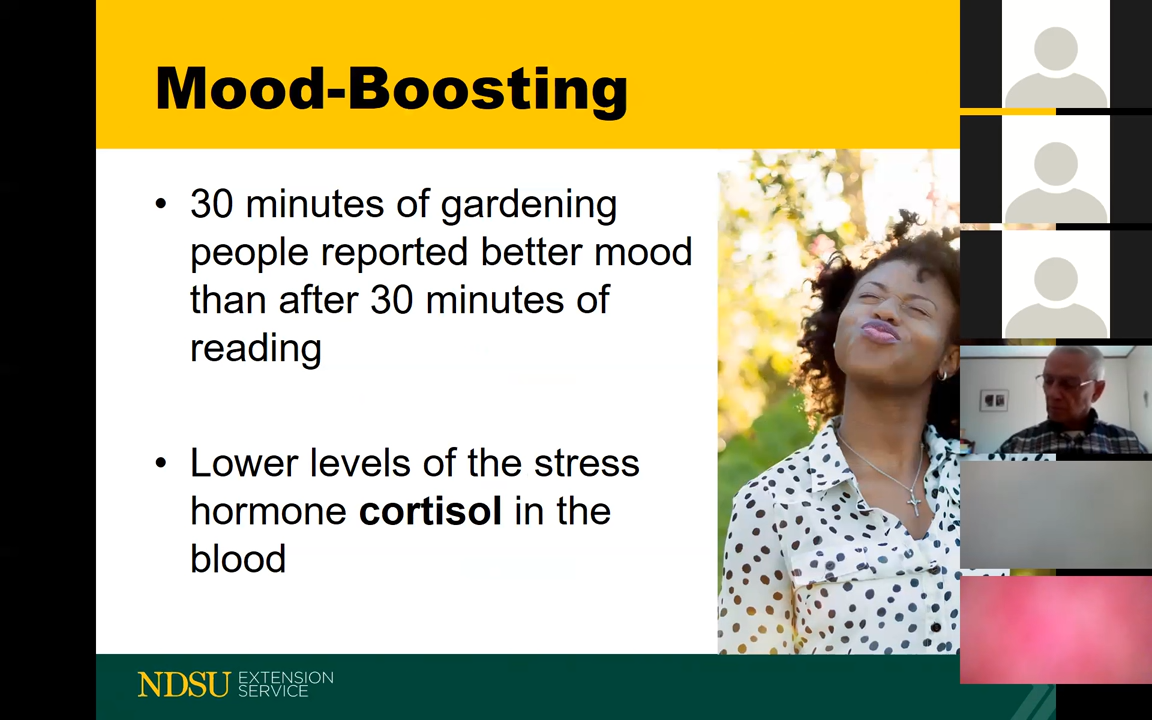 Mood-Boosting
• 30 minutes of gardening
people reported better mood
than after 30 minutes of
reading
• Lower levels of the stress
hormone cortisol in the
blood
NDSU EXTENSION
SERVICE